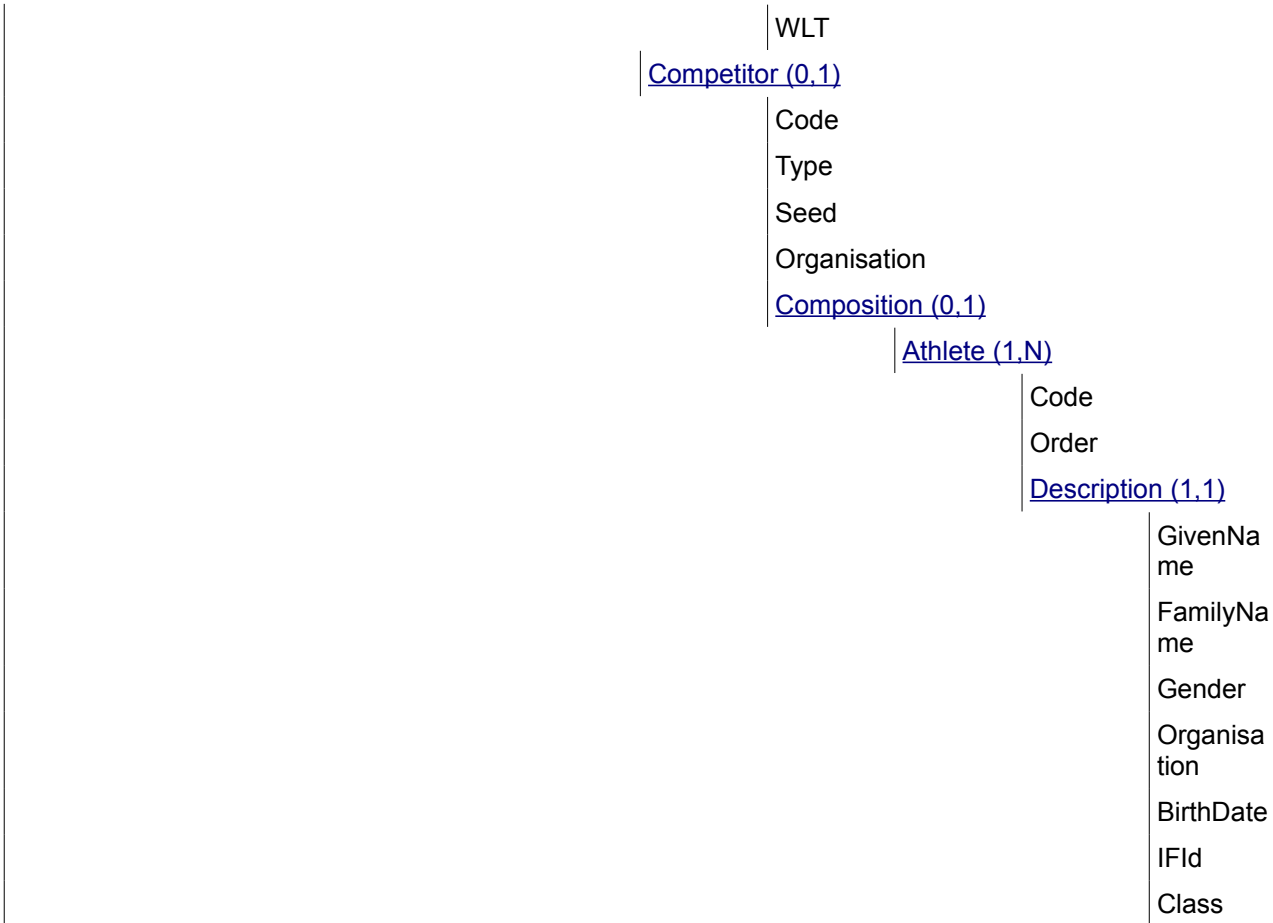 WLT
Competitor (0,1)
Code
Type
Seed
Organisation
Composition (0,1)
Athlete (1,N)
Code
Order
Description (1,1)
GivenNa
me
FamilyNa
me
Gender
Organisa
tion
BirthDate
IFId
Class